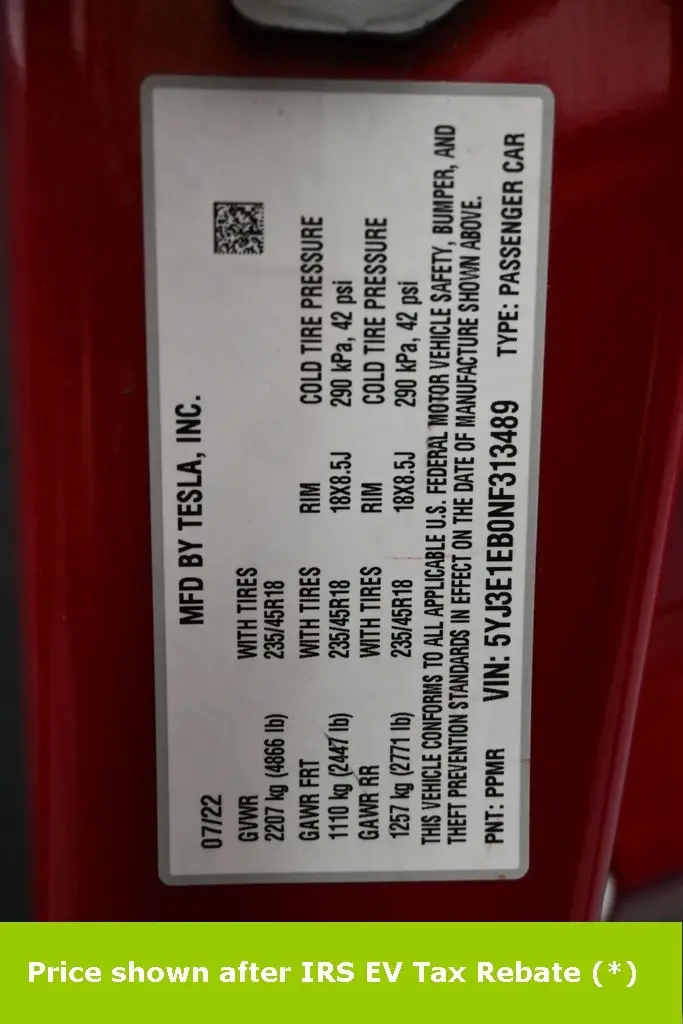 MFD BY TESLA, INC.
07/22
GVWR WITH TIRES
2207 kg (4866 lb) 235/45R18
GAWR FRT WITH TIRES RIM COLD TIRE PRESSURE
1110 kg (2447 lb) 235/45R18 18X8.5J 290 kPa, 42 psi
GAWR RR WITH TIRES RIM COLD TIRE PRESSURE
1257 kg (2771 lb) 235/45R18 18X8.5J 290 kPa, 42 psi
THIS VEHICLE CONFORMS TO ALL APPLICABLE U.S. FEDERAL MOTOR VEHICLE SAFETY, BUMPER, AND
THEFT PREVENTION STANDARDS IN EFFECT ON THE DATE OF MANUFACTURE SHOWN ABOVE.
PNT: PPMR VIN: 5YJ3E1EB0NF313489 TYPE: PASSENGER CAR
Price shown after IRS EV Tax Rebate (*)